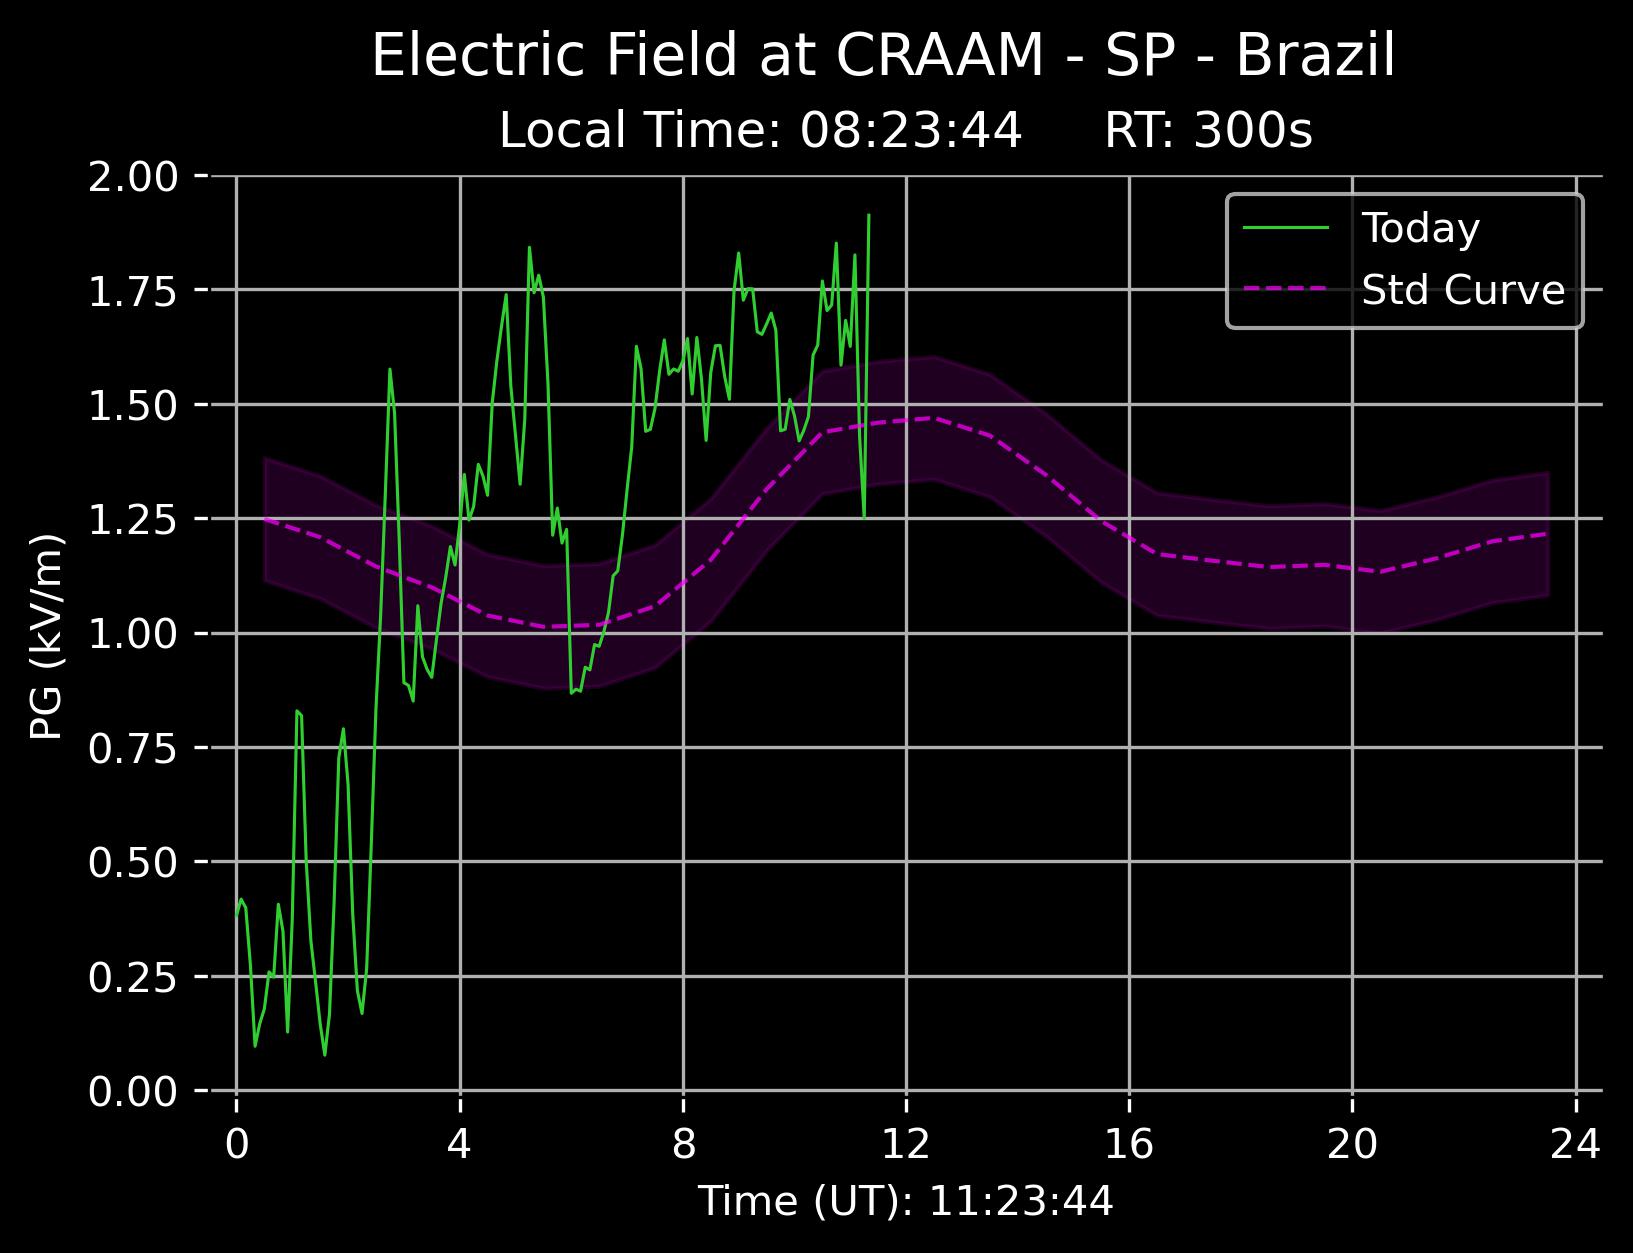 Electric Field at CRAAM - SP - Brazil
Local Time: 08:23:44 RT: 300s
2.00
1.75
1.50
1.25
1.00
0.75
0.50
0.25
0.00
PG (kV/m)
Today
Std Curve
0 4 8 12 16 20 24
Time (UT): 11:23:44